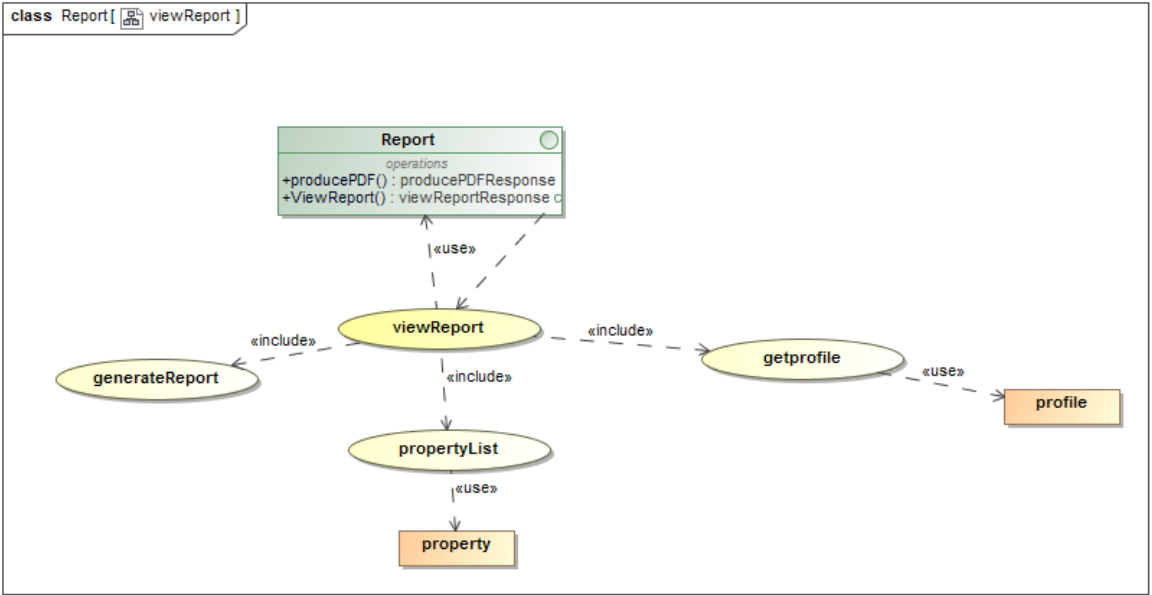 class Report[ viewReport ]
Report
operations
+producePDF() : producePDFResponse
+ViewReport() : viewReportResponse c
«use»
viewReport
«include»
«include»
getprofile
generateReport
«include»
«use»
profile
propertyList
«use»
property